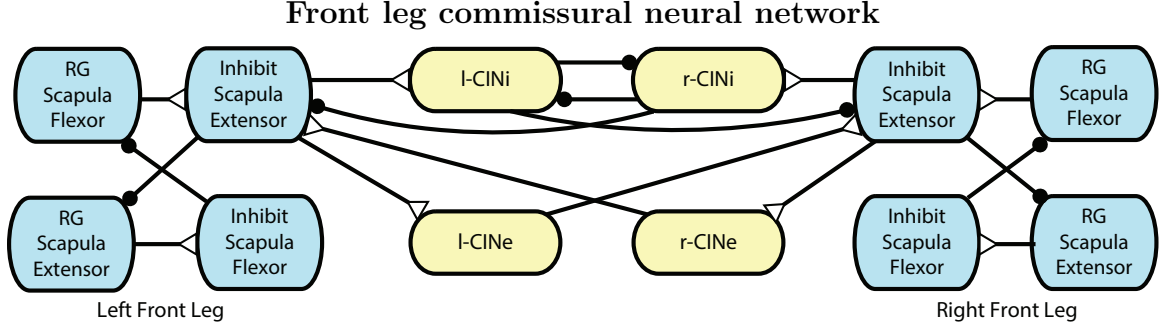 Front leg commissural neural network
RG
Scapula
Flexor
Inhibit
Scapula
Extensor
l-CINi
r-CINi
Inhibit
Scapula
Extensor
RG
Scapula
Flexor
RG
Scapula
Extensor
Inhibit
Scapula
Flexor
l-CINe
r-CINe
Inhibit
Scapula
Flexor
RG
Scapula
Extensor
Left Front Leg
Right Front Leg